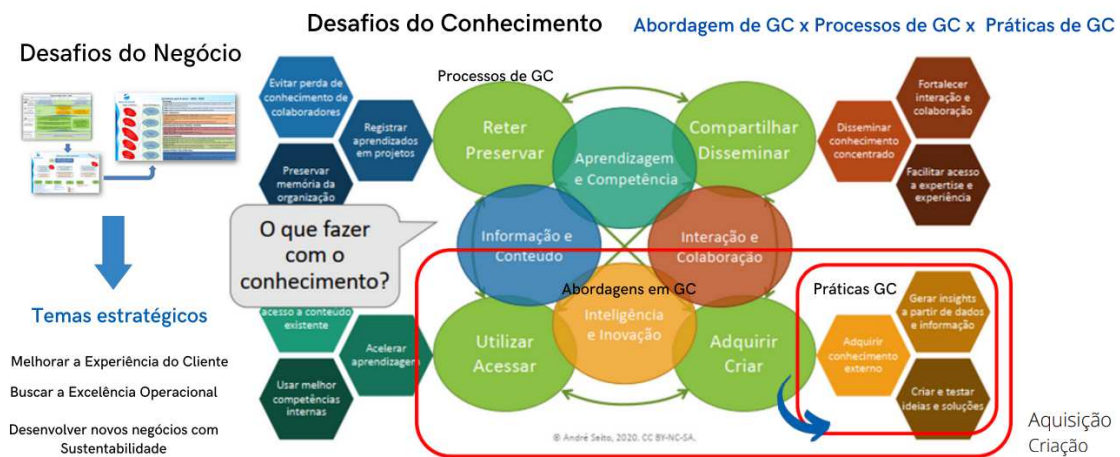 Desafios do Conhecimento
Abordagem de GC x Processos de GC x Práticas de GC
Desafios do Negócio
Temas estratégicos
Melhorar a Experiência do Cliente
Buscar a Excelência Operacional
Desenvolver novos negócios com
Sustentabilidade
Evitar perda de
conhecimento de
colaboradores
Registrar
aprendizados
em projetos
Preservar
memória da
organização
O que fazer
com o
conhecimento?
acesso a conteúdo
existente
Acelerar
aprendizagem
Usar melhor
competências
internas
Processos de GC
Reter
Preservar
Compartilhar
Disseminar
Aprendizagem
e Competência
Informação e
Conteúdo
Interação e
Colaboração
Abordagens em GC
Inteligência
e Inovação
Utilizar
Acessar
Adquirir
Criar
Disseminar
conhecimento
concentrado
Fortalecer
interação e
colaboração
Facilitar acesso
a expertise e
experiência
Práticas GC
Gerar insights
a partir de dados
e informação
Adquirir
conhecimento
externo
Criar e testar
ideias e soluções
Aquisição
Criação
© André Seito, 2020. CC BY-NC-SA.